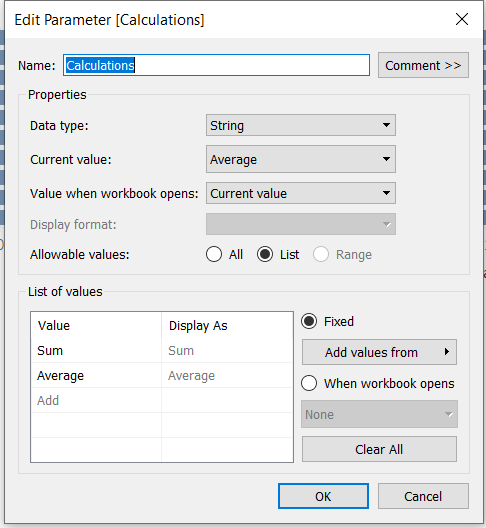 Edit Parameter [Calculations]
Name: Calculations Comment >>
Properties
Data type: String
Current value: Average
Value when workbook opens: Current value
Display format:
Allowable values: All List Range
List of values
Value Display As
Sum Sum
Average Average
Add
Fixed
Add values from
When workbook opens
None
Clear All
OK Cancel